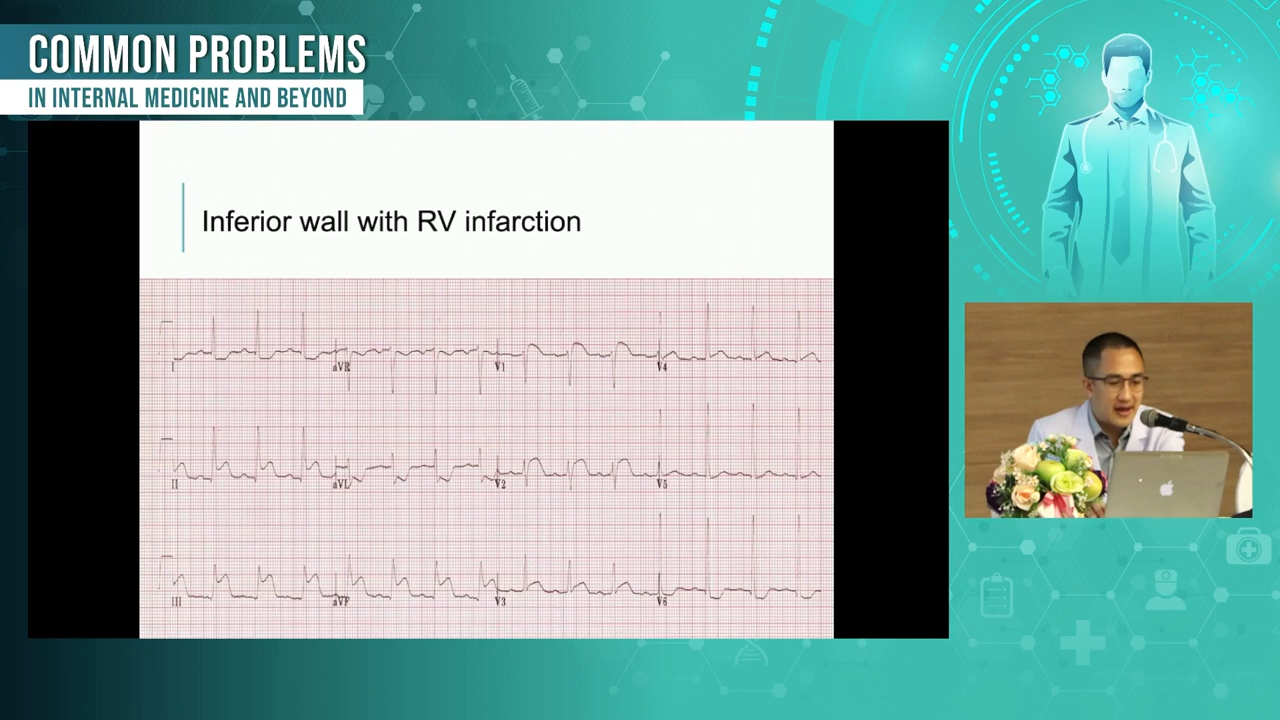 COMMON PROBLEMS
IN INTERNAL MEDICINE AND BEYOND
Inferior wall with RV infarction
I
aVR
V1
V4
II
aVL
V2
V5
III
aVF
V3
V6